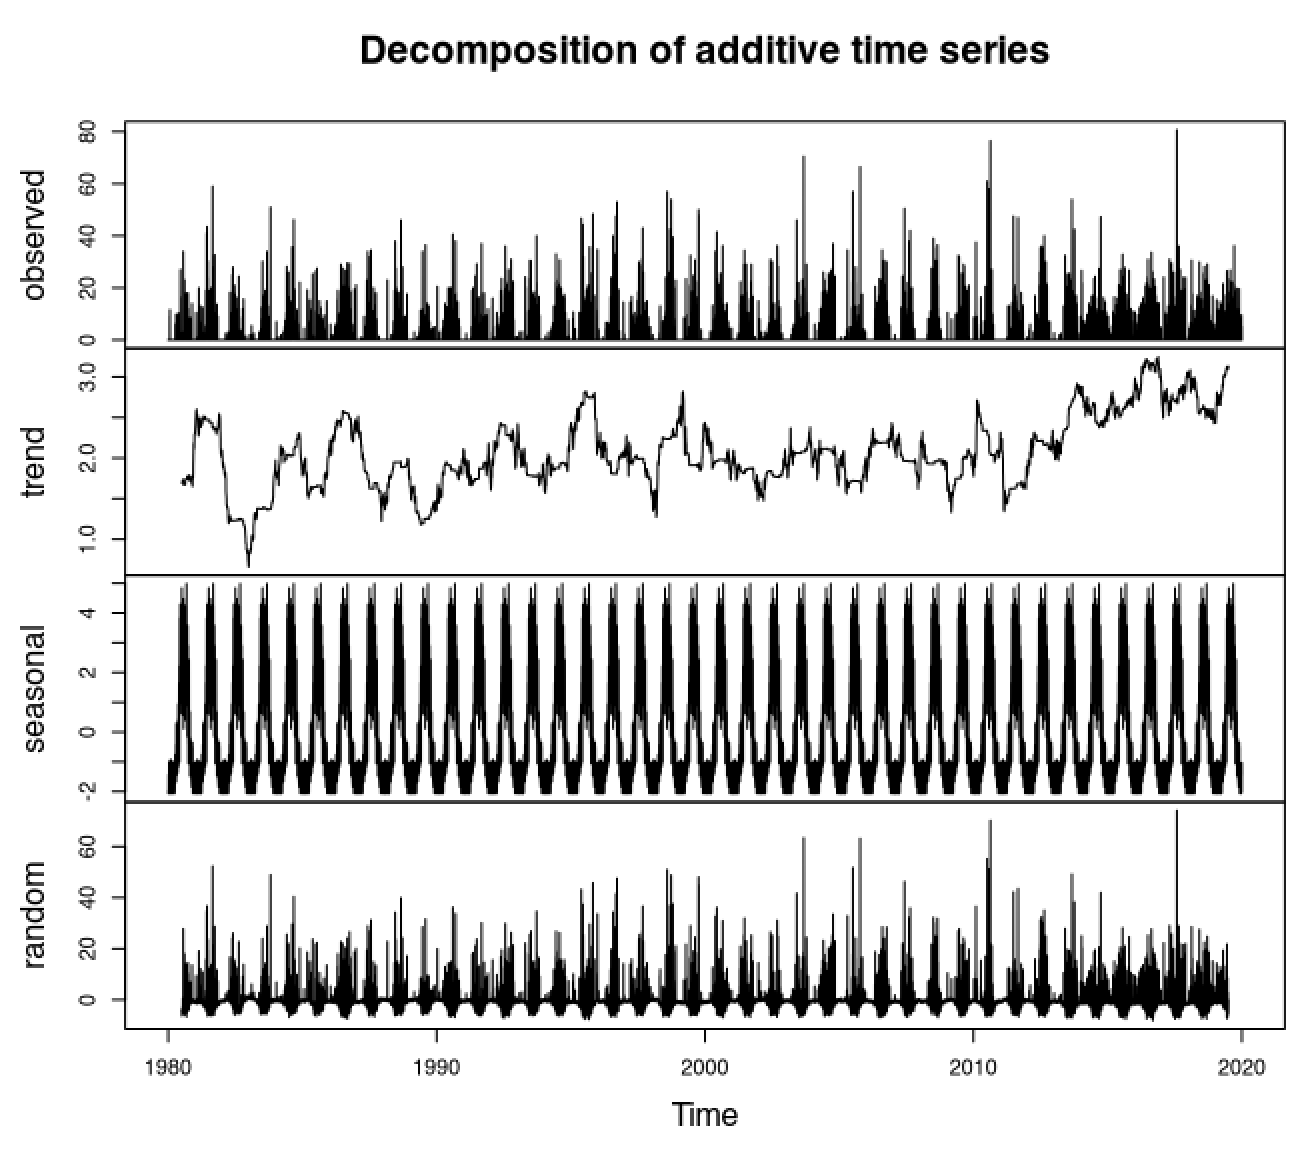 Decomposition of additive time series
observed
0 20 40 60 80
trend
1.0 2.0 3.0
seasonal
-2 0 2 4
random
0 20 40 60
1980 1990 2000 2010 2020
Time